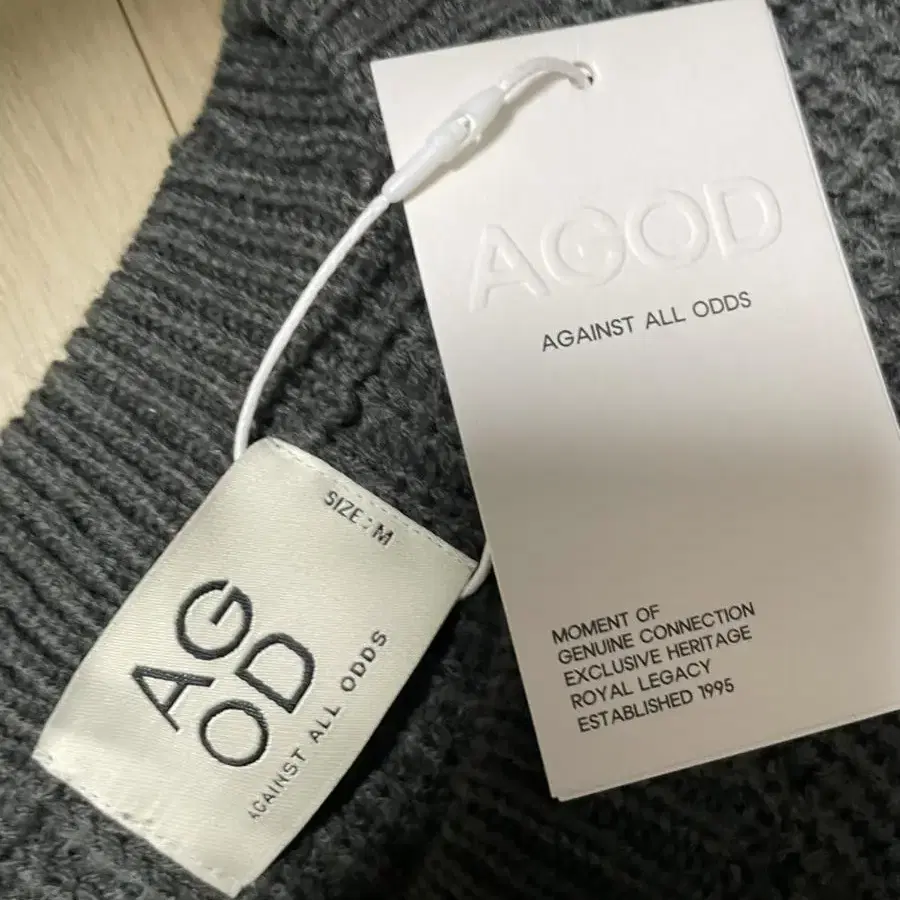 AGOD
AGAINST ALL ODDS
MOMENT OF
GENUINE CONNECTION
EXCLUSIVE HERITAGE
ROYAL LEGACY
ESTABLISHED 1995
SIZE : M
AG
OD
AGAINST ALL ODDS